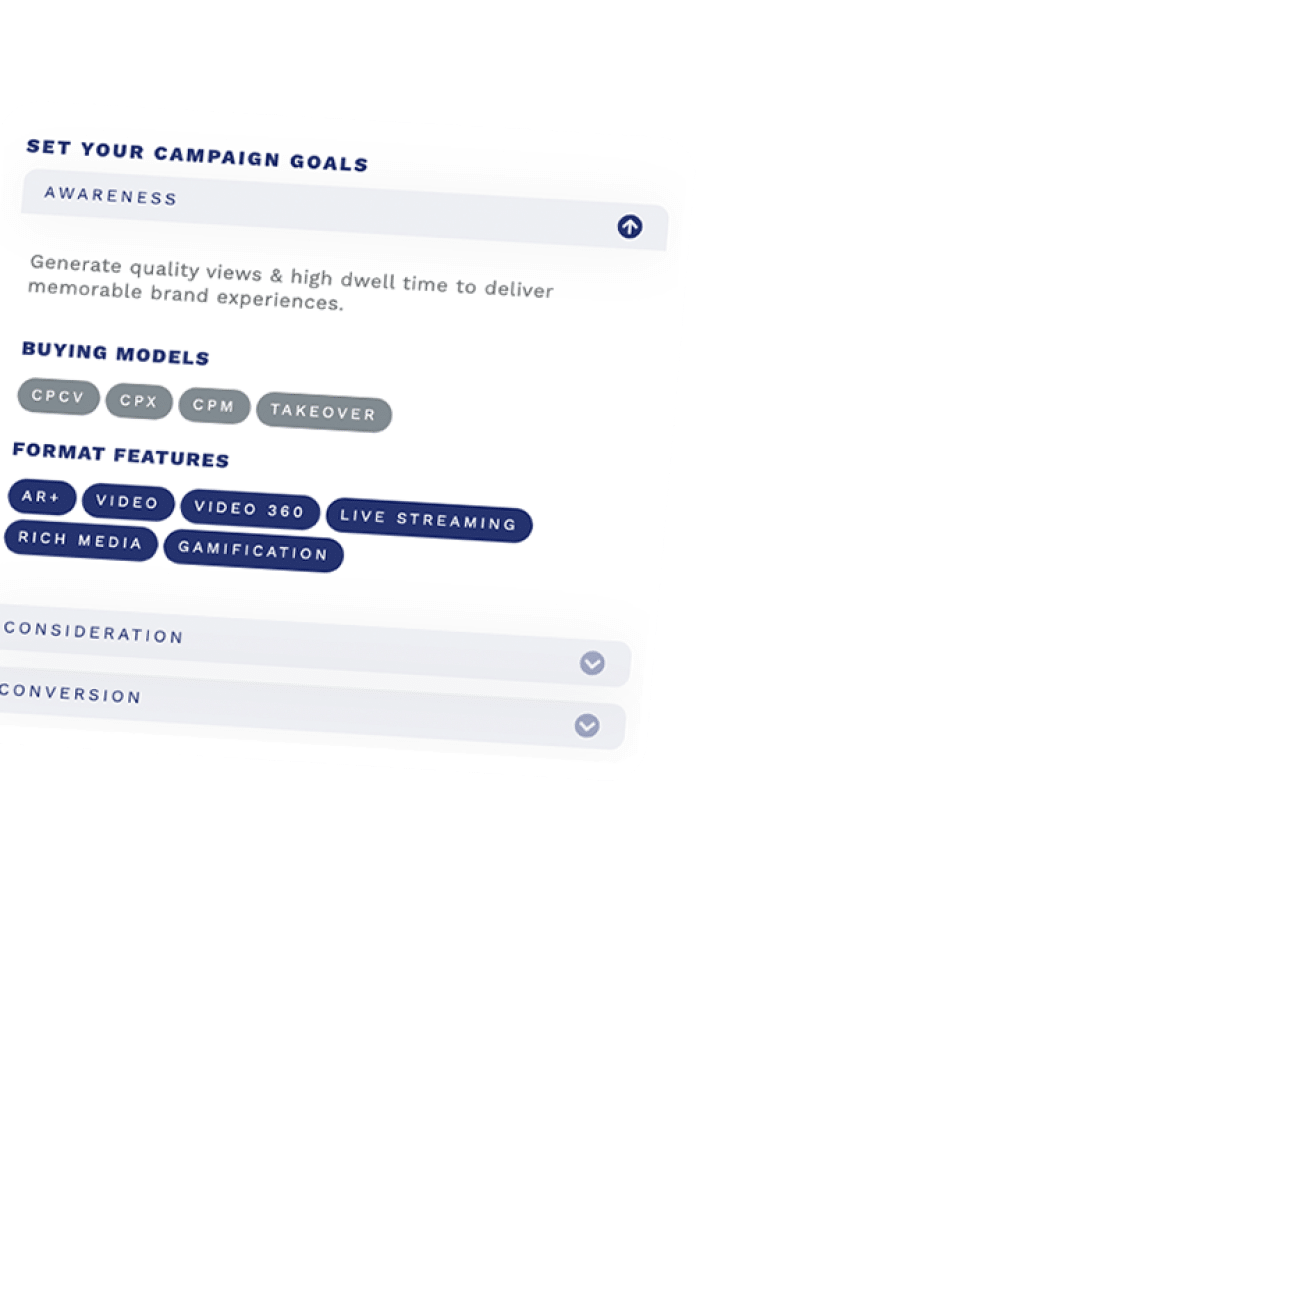 SET YOUR CAMPAIGN GOALS
AWARENESS
Generate quality views & high dwell time to deliver
memorable brand experiences.
BUYING MODELS
CPCV CPX CPM TAKEOVER
FORMAT FEATURES
AR+ VIDEO VIDEO 360 LIVE STREAMING
RICH MEDIA GAMIFICATION
CONSIDERATION
CONVERSION